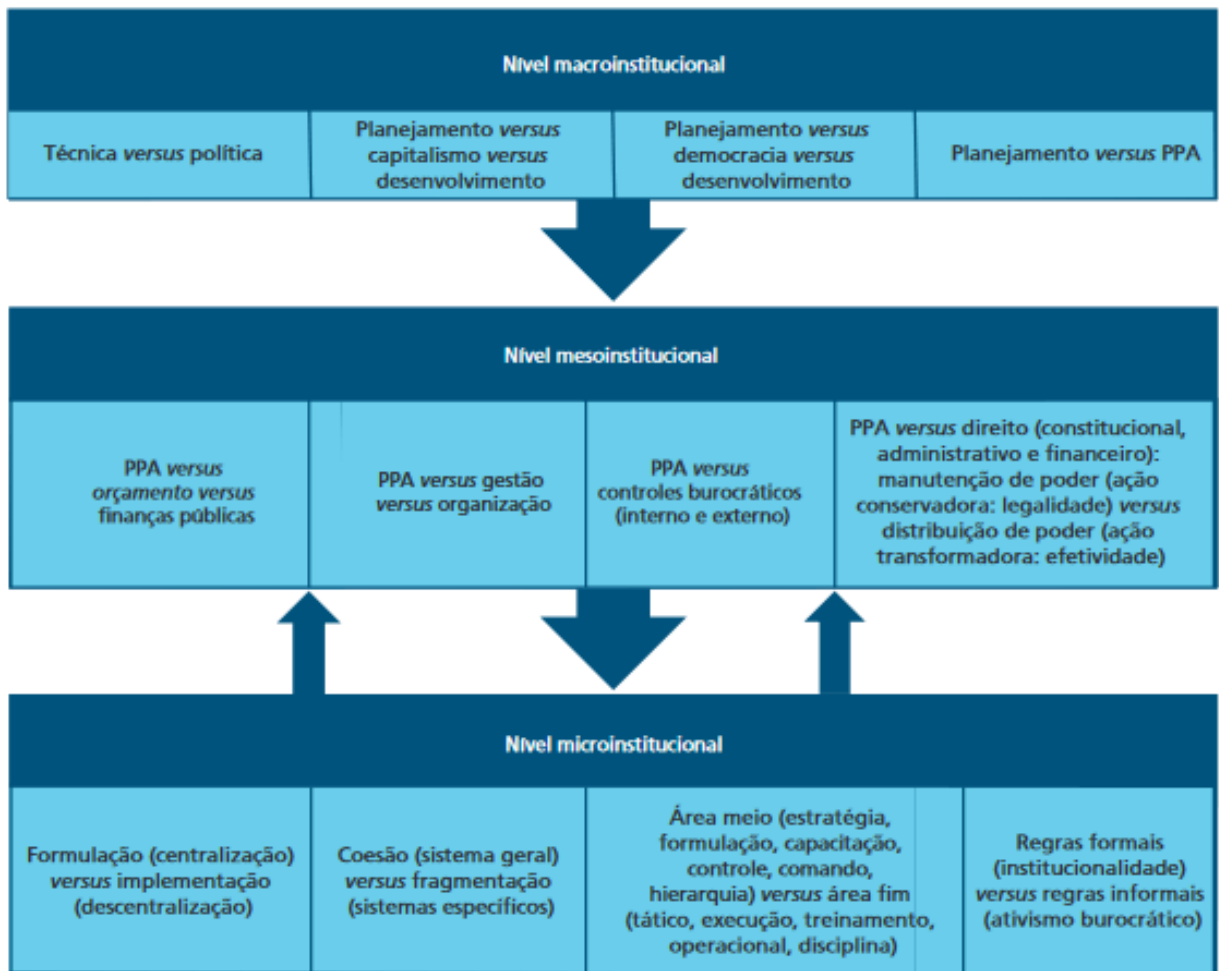 Nível macroinstitucional
Técnica versus política
Planejamento versus
capitalismo versus
desenvolvimento
Planejamento versus
democracia versus
desenvolvimento
Planejamento versus PPA
Nível mesoinstitucional
PPA versus
orçamento versus
finanças públicas
PPA versus gestão
versus organização
PPA versus
controles burocráticos
(interno e externo)
PPA versus direito (constitucional,
administrativo e financeiro):
manutenção de poder (ação
conservadora: legalidade) versus
distribuição de poder (ação
transformadora: efetividade)
Nível microinstitucional
Formulação (centralização)
versus implementação
(descentralização)
Coesão (sistema geral)
versus fragmentação
(sistemas específicos)
Área meio (estratégia,
formulação, capacitação,
controle, comando,
hierarquia) versus área fim
(tático, execução, treinamento,
operacional, disciplina)
Regras formais
(institucionalidade)
versus regras informais
(ativismo burocrático)